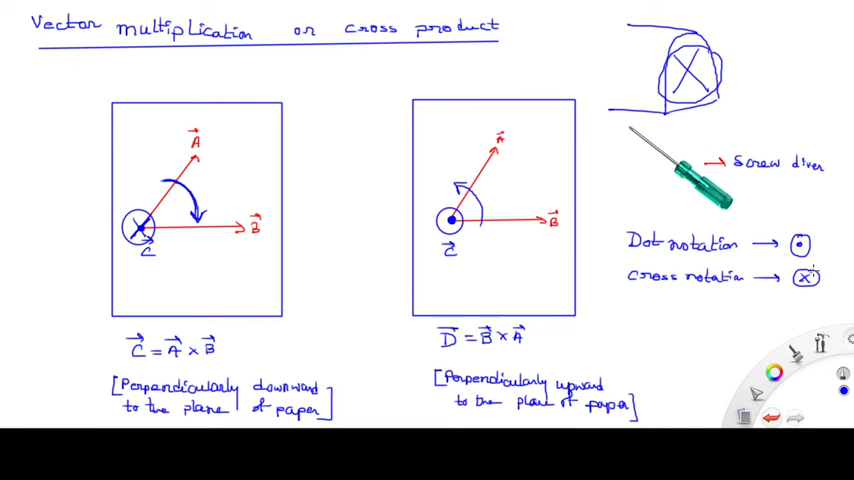 Vector multiplication or cross product
A⃗
B⃗
C⃗
C⃗ = A⃗ × B⃗
[Perpendicularly downward
to the plane of paper]
A⃗
B⃗
C⃗
D⃗ = B⃗ × A⃗
[Perpendicularly upward
to the plane of paper]
→ Screw diver
Dot notation → ⊙
Cross notation → ⊗